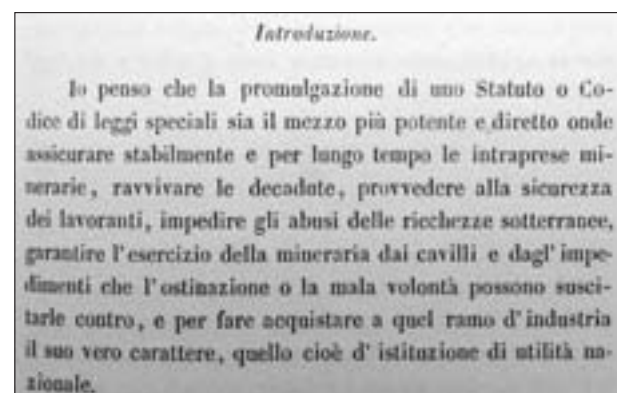 Introduzione.
Io penso che la promulgazione di uno Statuto o Co-
dice di leggi speciali sia il mezzo più potente e diretto onde
assicurare stabilmente e per lungo tempo le intraprese mi-
nerarie, ravvivare le decadute, provvedere alla sicurezza
dei lavoranti, impedire gli abusi delle ricchezze sotterranee,
garantire l'esercizio della mineraria dai cavilli e dagl' impe-
dimenti che l'ostinazione o la mala volontà possono susci-
tarle contro, e per fare acquistare a quel ramo d'industria
il suo vero carattere, quello cioè d' istituzione di utilità na-
zionale.